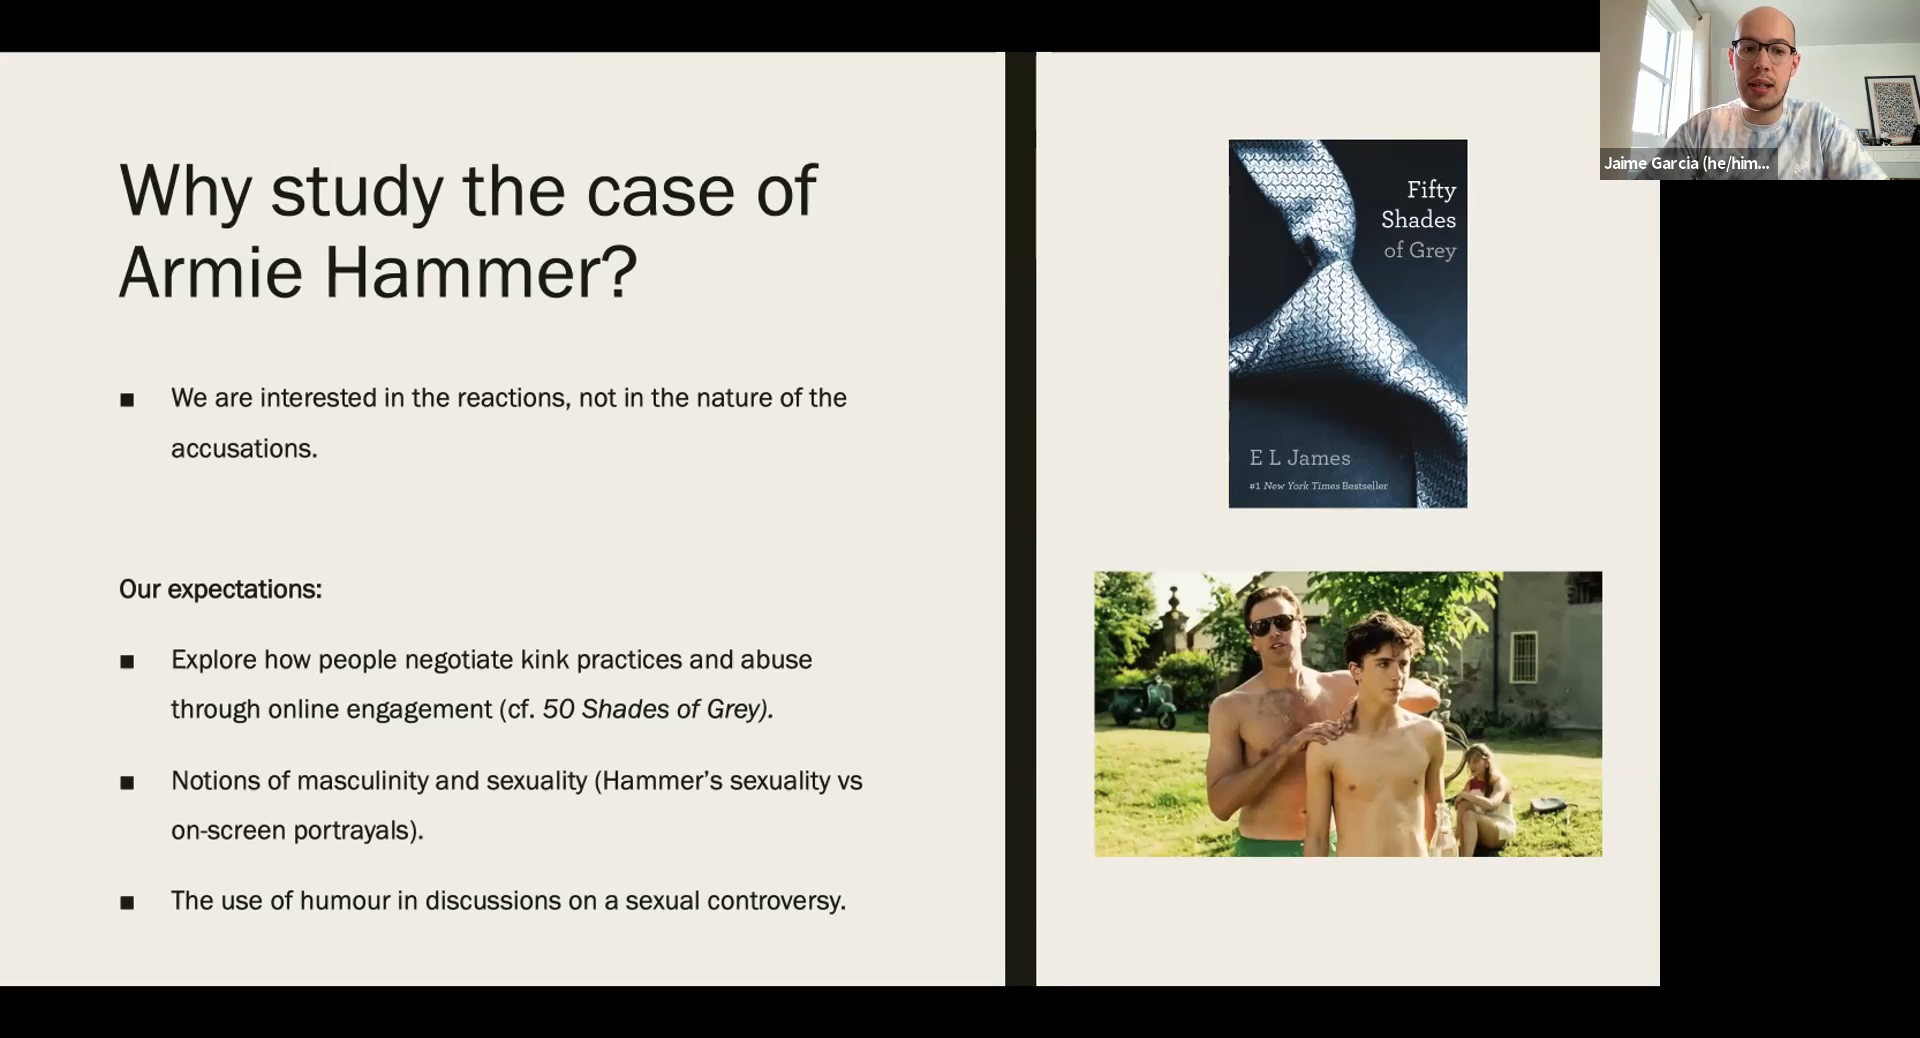 Why study the case of
Armie Hammer?
■ We are interested in the reactions, not in the nature of the
accusations.
Our expectations:
■ Explore how people negotiate kink practices and abuse
through online engagement (cf. 50 Shades of Grey).
■ Notions of masculinity and sexuality (Hammer’s sexuality vs
on-screen portrayals).
■ The use of humour in discussions on a sexual controversy.
Fifty
Shades
of Grey
E L James
#1 New York Times Bestseller
Jaime Garcia (he/him...